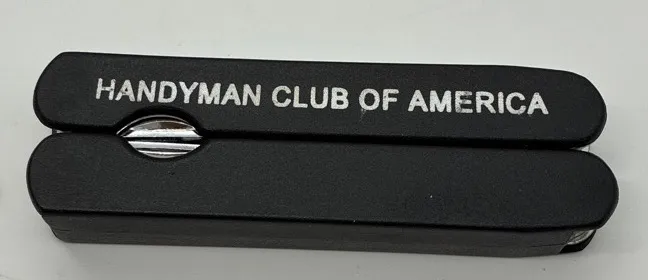 HANDYMAN CLUB OF AMERICA